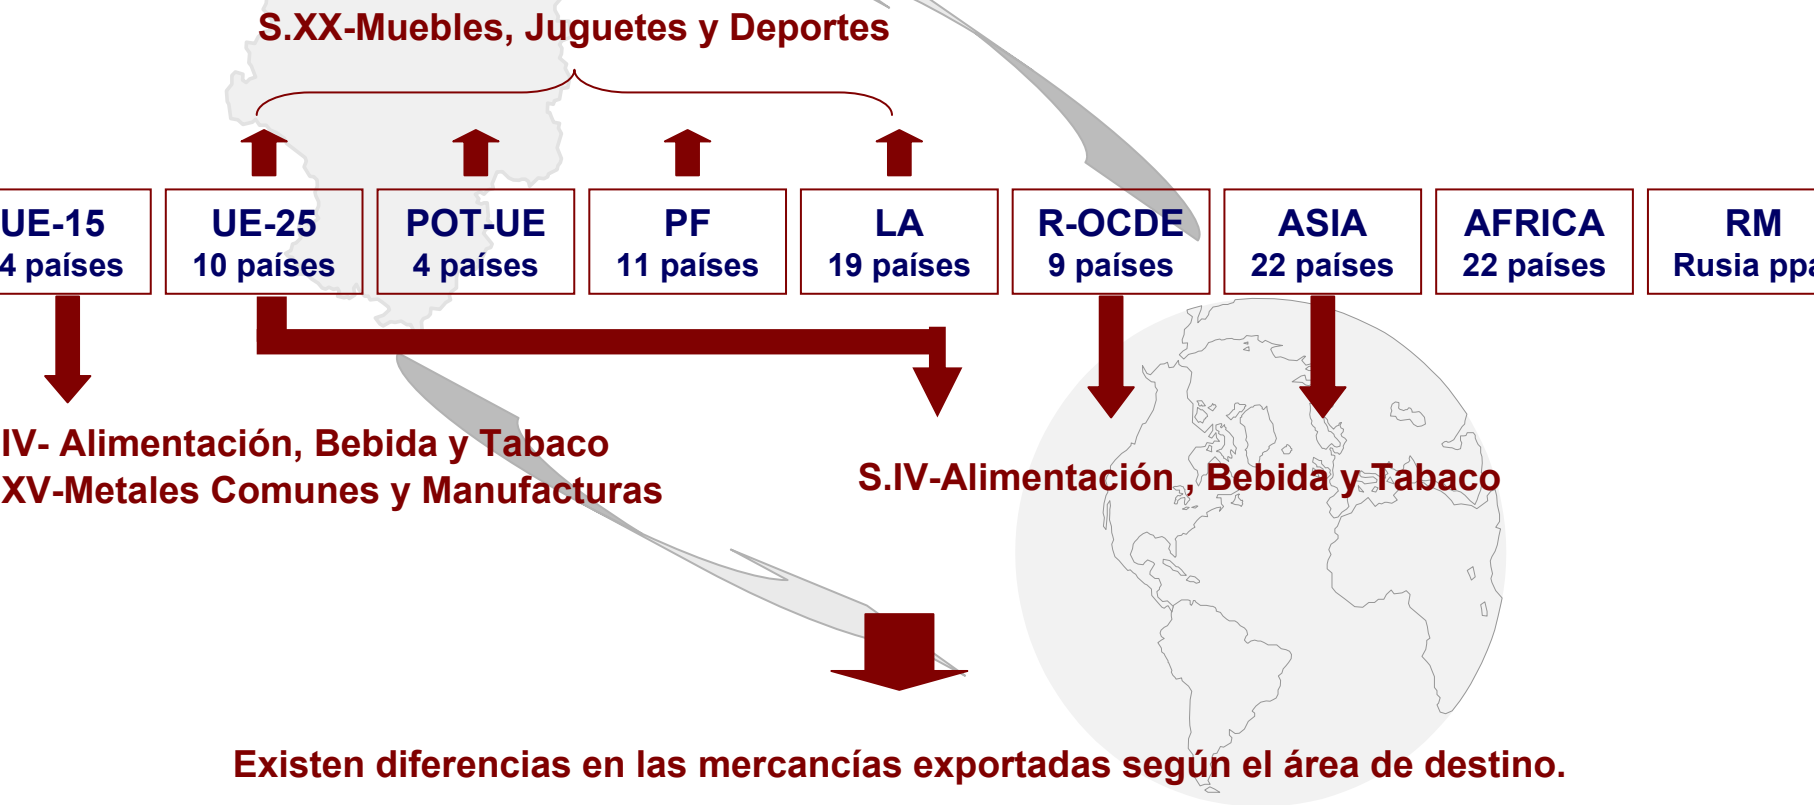 S.XX-Muebles, Juguetes y Deportes
UE-15
4 países
UE-25
10 países
POT-UE
4 países
PF
11 países
LA
19 países
R-OCDE
9 países
ASIA
22 países
AFRICA
22 países
RM
Rusia ppa
IV- Alimentación, Bebida y Tabaco
XV-Metales Comunes y Manufacturas
S.IV-Alimentación , Bebida y Tabaco
Existen diferencias en las mercancías exportadas según el área de destino.